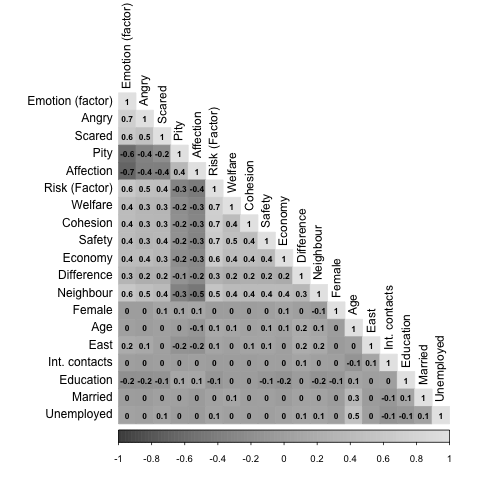 Emotion (factor)
Angry
Scared
Pity
Affection
Risk (Factor)
Welfare
Cohesion
Safety
Economy
Difference
Neighbour
Female
Age
East
Int. contacts
Education
Married
Unemployed
Emotion (factor) 1
Angry 0.7 1
Scared 0.6 0.5 1
Pity -0.6 -0.4 -0.2 1
Affection -0.7 -0.4 -0.4 0.4 1
Risk (Factor) 0.6 0.5 0.4 -0.3 -0.4 1
Welfare 0.4 0.4 0.3 -0.2 -0.3 0.7 1
Cohesion 0.4 0.3 0.3 -0.2 -0.3 0.7 0.4 1
Safety 0.4 0.3 0.4 -0.2 -0.3 0.7 0.5 0.4 1
Economy 0.4 0.4 0.3 -0.2 -0.3 0.6 0.4 0.4 0.4 1
Difference 0.3 0.2 0.2 -0.1 -0.2 0.3 0.2 0.2 0.2 0.2 1
Neighbour 0.6 0.5 0.4 -0.3 -0.5 0.5 0.4 0.4 0.4 0.4 0.3 1
Female 0 0 0.1 0.1 0 0 0 0 0 0.1 0 -0.1 1
Age 0 0 0 0 -0.1 0.1 0.1 0 0.1 0.1 0.2 0.1 0 1
East 0.2 0.1 0 -0.2 -0.2 0.1 0 0.1 0.1 0 0.2 0.2 0 0 1
Int. contacts 0 0 0 0 0 0 0 0 0 0 0.1 0 0 -0.1 0.1 1
Education -0.2 -0.2 -0.1 0.1 0.1 -0.1 0 0 -0.1 -0.2 0 -0.2 -0.1 0.1 0 0 1
Married 0 0 0 0 0 0 0.1 0 0 0 0 0 0 0.3 0 -0.1 0.1 1
Unemployed 0 0 0.1 0 0 0.1 0 0 0 0 0.1 0.1 0 0.5 0 -0.1 -0.1 0.1 1
-1 -0.8 -0.6 -0.4 -0.2 0 0.2 0.4 0.6 0.8 1